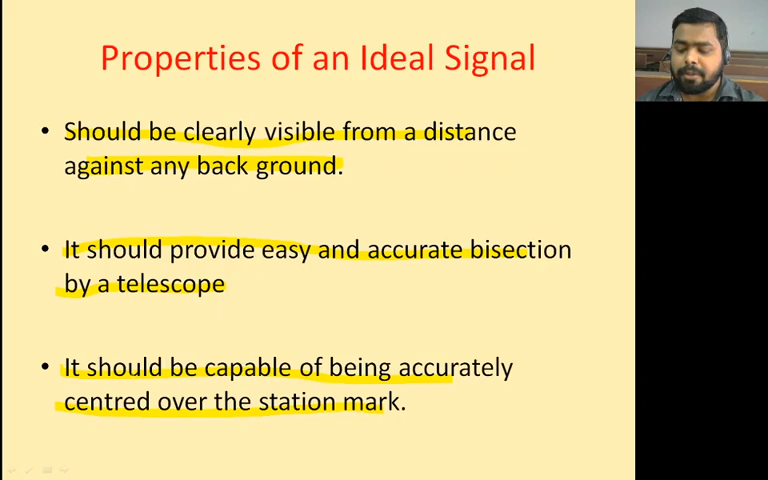 Properties of an Ideal Signal
• Should be clearly visible from a distance
against any back ground.
• It should provide easy and accurate bisection
by a telescope
• It should be capable of being accurately
centred over the station mark.